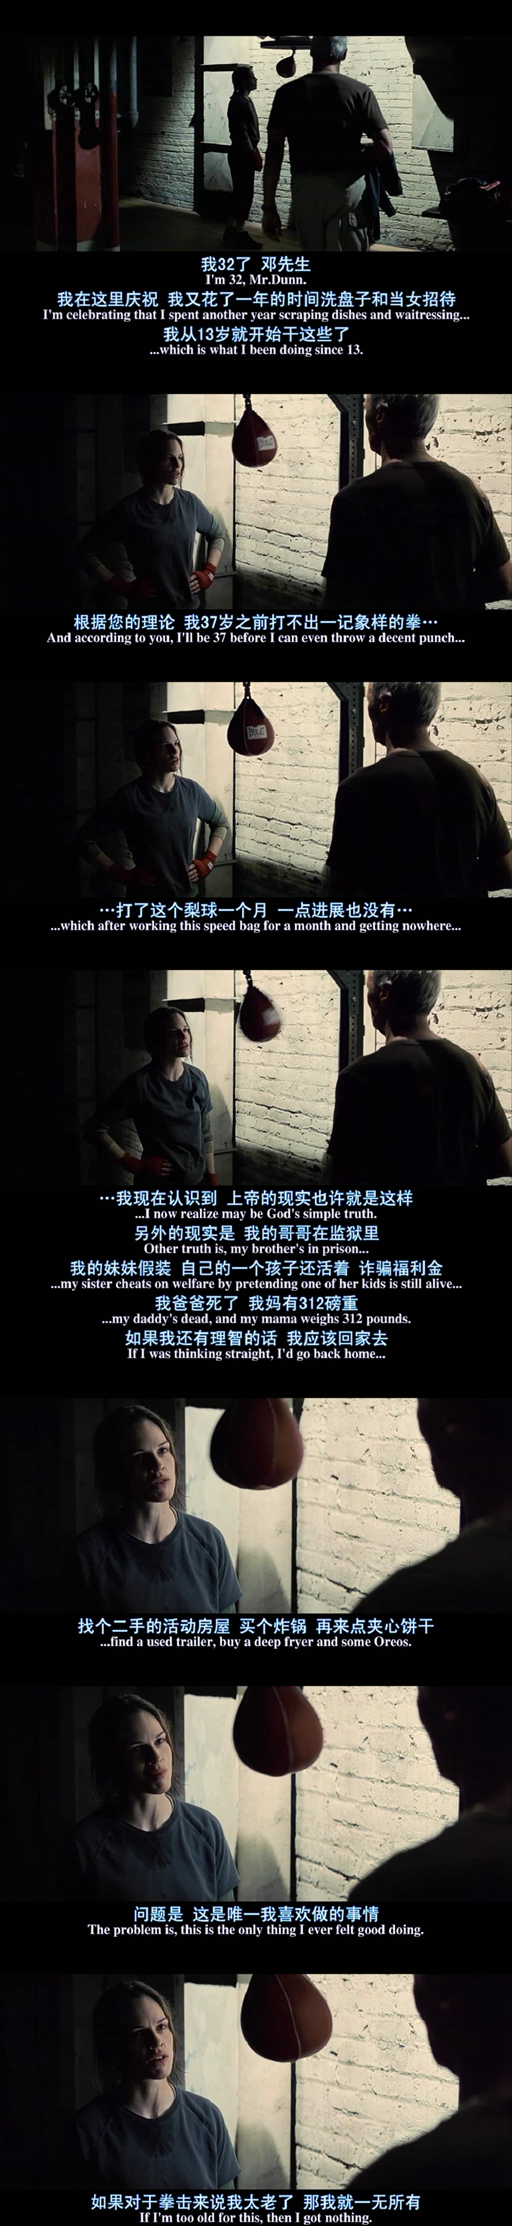 我32了 邓先生
I'm 32, Mr.Dunn.
我在这里庆祝 我又花了一年的时间洗盘子和当女招待
I'm celebrating that I spent another year scraping dishes and waitressing...
我从13岁就开始干这些了
...which is what I been doing since 13.
根据您的理论 我37岁之前打不出一记象样的拳…
And according to you, I'll be 37 before I can even throw a decent punch...
…打了这个梨球一个月 一点进展也没有…
...which after working this speed bag for a month and getting nowhere...
…我现在认识到 上帝的现实也许就是这样
...I now realize may be God's simple truth.
另外的现实是 我的哥哥在监狱里
Other truth is, my brother's in prison...
我的妹妹假装 自己的一个孩子还活着 诈骗福利金
...my sister cheats on welfare by pretending one of her kids is still alive...
我爸爸死了 我妈有312磅重
...my daddy's dead, and my mama weighs 312 pounds.
如果我还有理智的话 我应该回家去
If I was thinking straight, I'd go back home...
找个二手的活动房屋 买个炸锅 再来点夹心饼干
...find a used trailer, buy a deep fryer and some Oreos.
问题是 这是唯一我喜欢做的事情
The problem is, this is the only thing I ever felt good doing.
如果对于拳击来说我太老了 那我就一无所有
If I'm too old for this, then I got nothing.